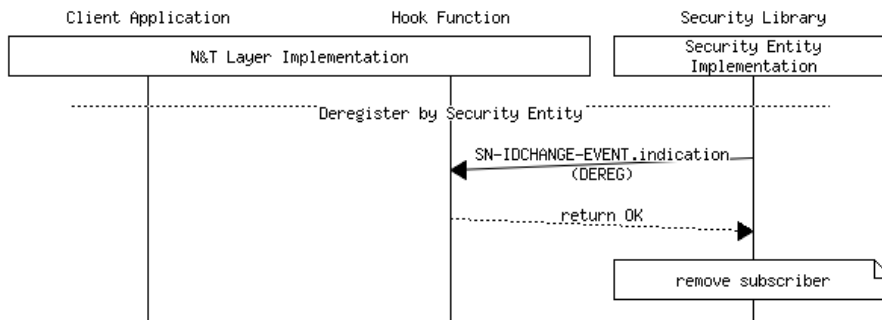 Client Application
Hook Function
Security Library
N&T Layer Implementation
Security Entity
Implementation
Deregister by Security Entity
SN-IDCHANGE-EVENT.indication
(DEREG)
return OK
remove subscriber